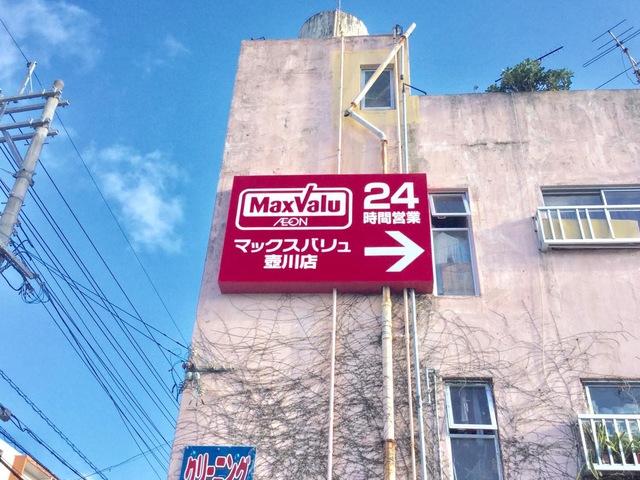 MaxValu
ÆON
マックスバリュ
壺川店
24
時間営業
クリーニング